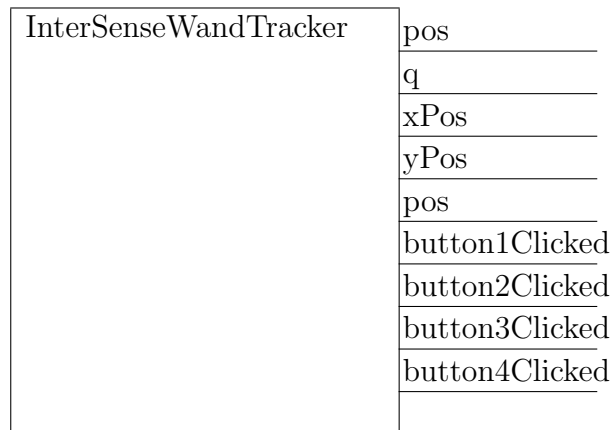 InterSenseWandTracker
pos
q
xPos
yPos
pos
button1Clicked
button2Clicked
button3Clicked
button4Clicked